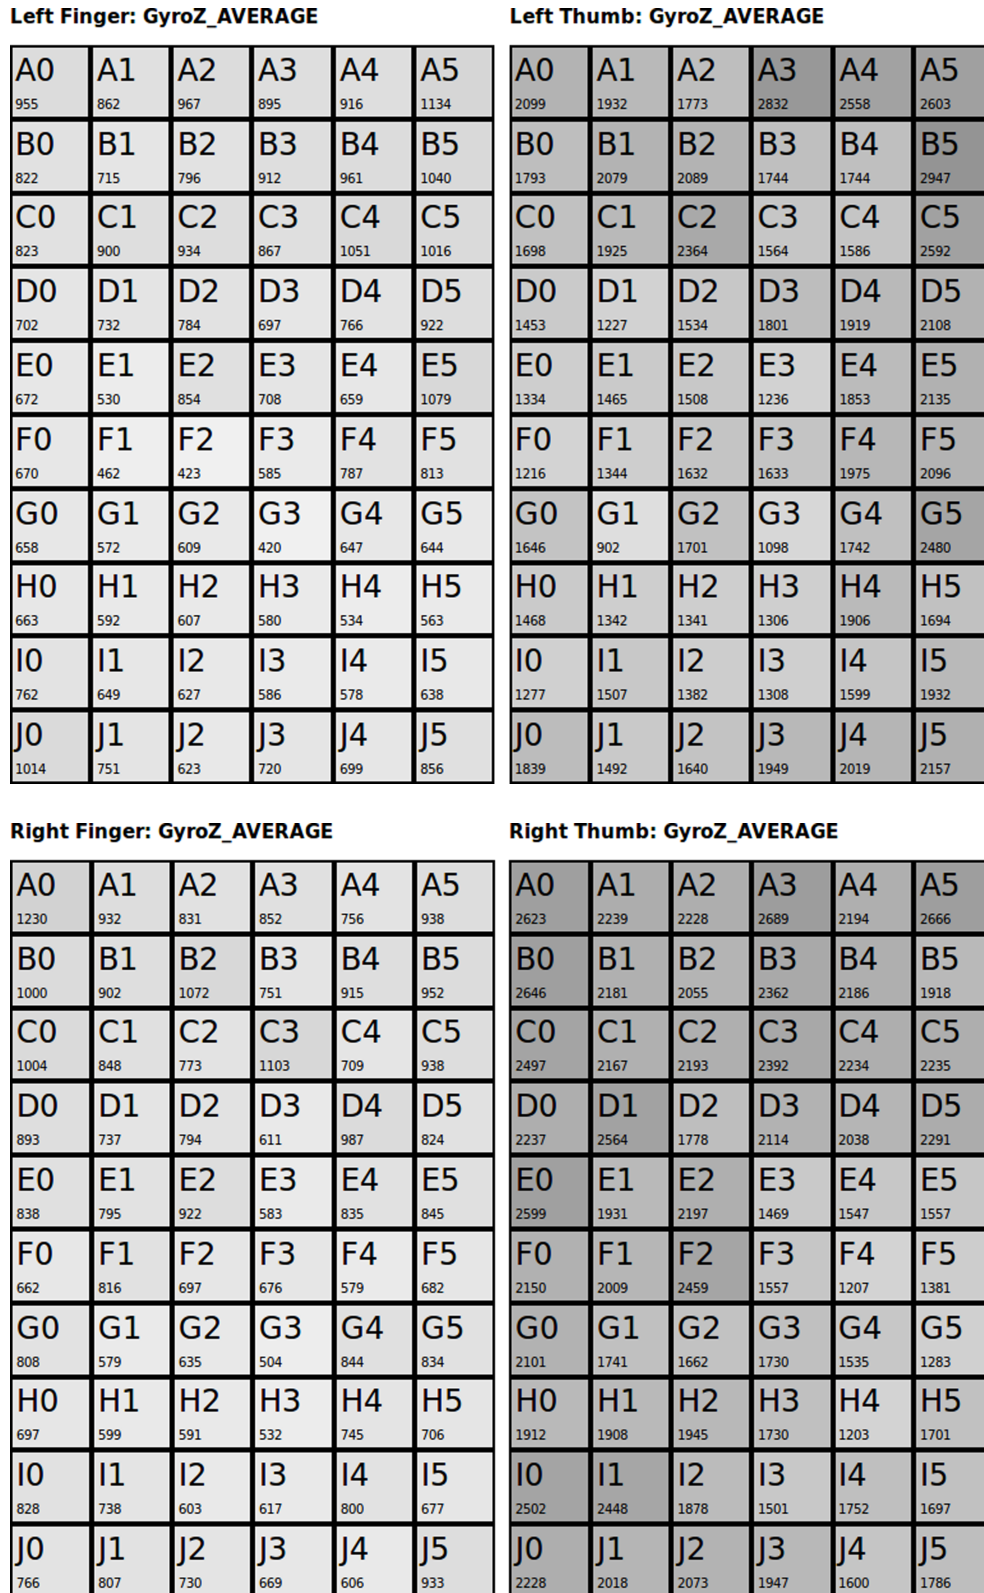 Left Finger: GyroZ_AVERAGE
A0 A1 A2 A3 A4 A5
955 862 967 895 916 1134
B0 B1 B2 B3 B4 B5
822 715 796 912 961 1040
C0 C1 C2 C3 C4 C5
823 900 934 867 1051 1016
D0 D1 D2 D3 D4 D5
702 732 784 697 766 922
E0 E1 E2 E3 E4 E5
672 530 854 708 659 1079
F0 F1 F2 F3 F4 F5
670 462 423 585 787 813
G0 G1 G2 G3 G4 G5
658 572 609 420 647 644
H0 H1 H2 H3 H4 H5
663 592 607 580 534 563
I0 I1 I2 I3 I4 I5
762 649 627 586 578 638
J0 J1 J2 J3 J4 J5
1014 751 623 720 699 856
Left Thumb: GyroZ_AVERAGE
A0 A1 A2 A3 A4 A5
2099 1932 1773 2832 2558 2603
B0 B1 B2 B3 B4 B5
1793 2079 2089 1744 1744 2947
C0 C1 C2 C3 C4 C5
1698 1925 2364 1564 1586 2592
D0 D1 D2 D3 D4 D5
1453 1227 1534 1801 1919 2108
E0 E1 E2 E3 E4 E5
1334 1465 1508 1236 1853 2135
F0 F1 F2 F3 F4 F5
1216 1344 1632 1633 1975 2096
G0 G1 G2 G3 G4 G5
1646 902 1701 1098 1742 2480
H0 H1 H2 H3 H4 H5
1468 1342 1341 1306 1906 1694
I0 I1 I2 I3 I4 I5
1277 1507 1382 1308 1599 1932
J0 J1 J2 J3 J4 J5
1839 1492 1640 1949 2019 2157
Right Finger: GyroZ_AVERAGE
A0 A1 A2 A3 A4 A5
1230 932 831 852 756 938
B0 B1 B2 B3 B4 B5
1000 902 1072 751 915 952
C0 C1 C2 C3 C4 C5
1004 848 773 1103 709 938
D0 D1 D2 D3 D4 D5
893 737 794 611 987 824
E0 E1 E2 E3 E4 E5
838 795 922 583 835 845
F0 F1 F2 F3 F4 F5
662 816 697 676 579 682
G0 G1 G2 G3 G4 G5
808 579 635 504 844 834
H0 H1 H2 H3 H4 H5
697 599 591 532 745 706
I0 I1 I2 I3 I4 I5
828 738 603 617 800 677
J0 J1 J2 J3 J4 J5
766 807 730 669 606 933
Right Thumb: GyroZ_AVERAGE
A0 A1 A2 A3 A4 A5
2623 2239 2228 2689 2194 2666
B0 B1 B2 B3 B4 B5
2646 2181 2055 2362 2186 1918
C0 C1 C2 C3 C4 C5
2497 2167 2193 2392 2234 2235
D0 D1 D2 D3 D4 D5
2237 2564 1778 2114 2038 2291
E0 E1 E2 E3 E4 E5
2599 1931 2197 1469 1547 1557
F0 F1 F2 F3 F4 F5
2150 2009 2459 1557 1207 1381
G0 G1 G2 G3 G4 G5
2101 1741 1662 1730 1535 1283
H0 H1 H2 H3 H4 H5
1912 1908 1945 1730 1203 1701
I0 I1 I2 I3 I4 I5
2502 2448 1878 1501 1752 1697
J0 J1 J2 J3 J4 J5
2228 2018 2073 1947 1600 1786